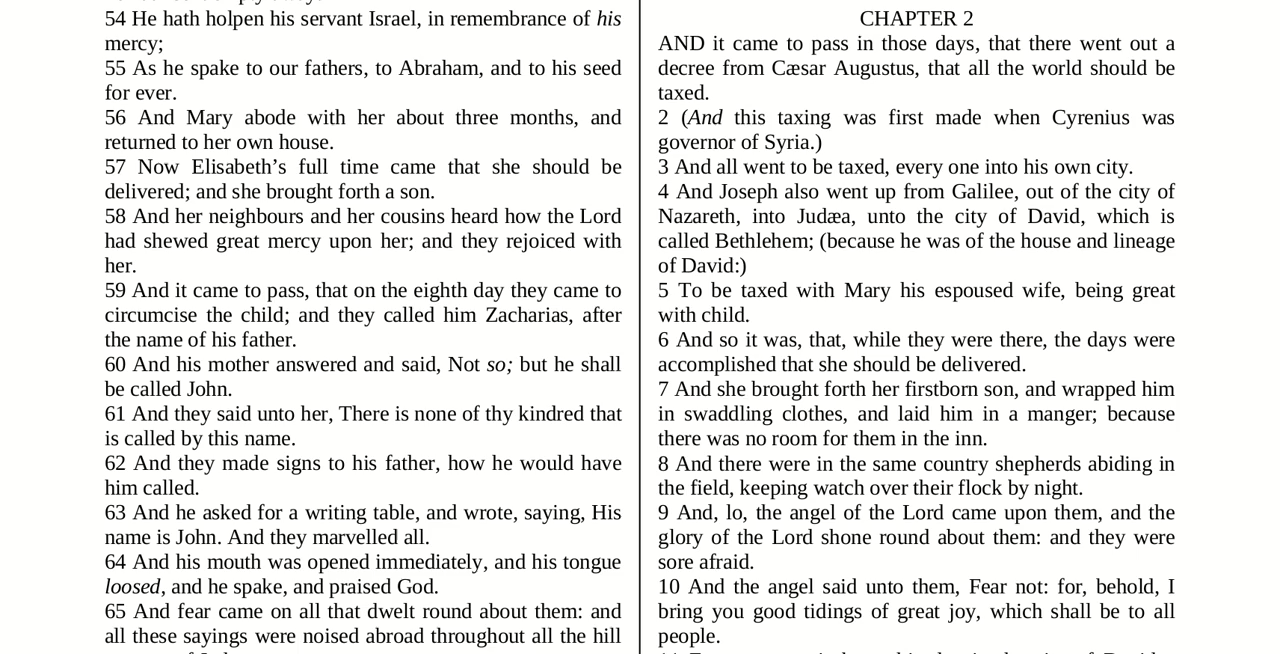 54 He hath holpen his servant Israel, in remembrance of his
mercy;
55 As he spake to our fathers, to Abraham, and to his seed
for ever.
56 And Mary abode with her about three months, and
returned to her own house.
57 Now Elisabeth’s full time came that she should be
delivered; and she brought forth a son.
58 And her neighbours and her cousins heard how the Lord
had shewed great mercy upon her; and they rejoiced with
her.
59 And it came to pass, that on the eighth day they came to
circumcise the child; and they called him Zacharias, after
the name of his father.
60 And his mother answered and said, Not so; but he shall
be called John.
61 And they said unto her, There is none of thy kindred that
is called by this name.
62 And they made signs to his father, how he would have
him called.
63 And he asked for a writing table, and wrote, saying, His
name is John. And they marvelled all.
64 And his mouth was opened immediately, and his tongue
loosed, and he spake, and praised God.
65 And fear came on all that dwelt round about them: and
all these sayings were noised abroad throughout all the hill
CHAPTER 2
AND it came to pass in those days, that there went out a
decree from Cæsar Augustus, that all the world should be
taxed.
2 (And this taxing was first made when Cyrenius was
governor of Syria.)
3 And all went to be taxed, every one into his own city.
4 And Joseph also went up from Galilee, out of the city of
Nazareth, into Judæa, unto the city of David, which is
called Bethlehem; (because he was of the house and lineage
of David:)
5 To be taxed with Mary his espoused wife, being great
with child.
6 And so it was, that, while they were there, the days were
accomplished that she should be delivered.
7 And she brought forth her firstborn son, and wrapped him
in swaddling clothes, and laid him in a manger; because
there was no room for them in the inn.
8 And there were in the same country shepherds abiding in
the field, keeping watch over their flock by night.
9 And, lo, the angel of the Lord came upon them, and the
glory of the Lord shone round about them: and they were
sore afraid.
10 And the angel said unto them, Fear not: for, behold, I
bring you good tidings of great joy, which shall be to all
people.